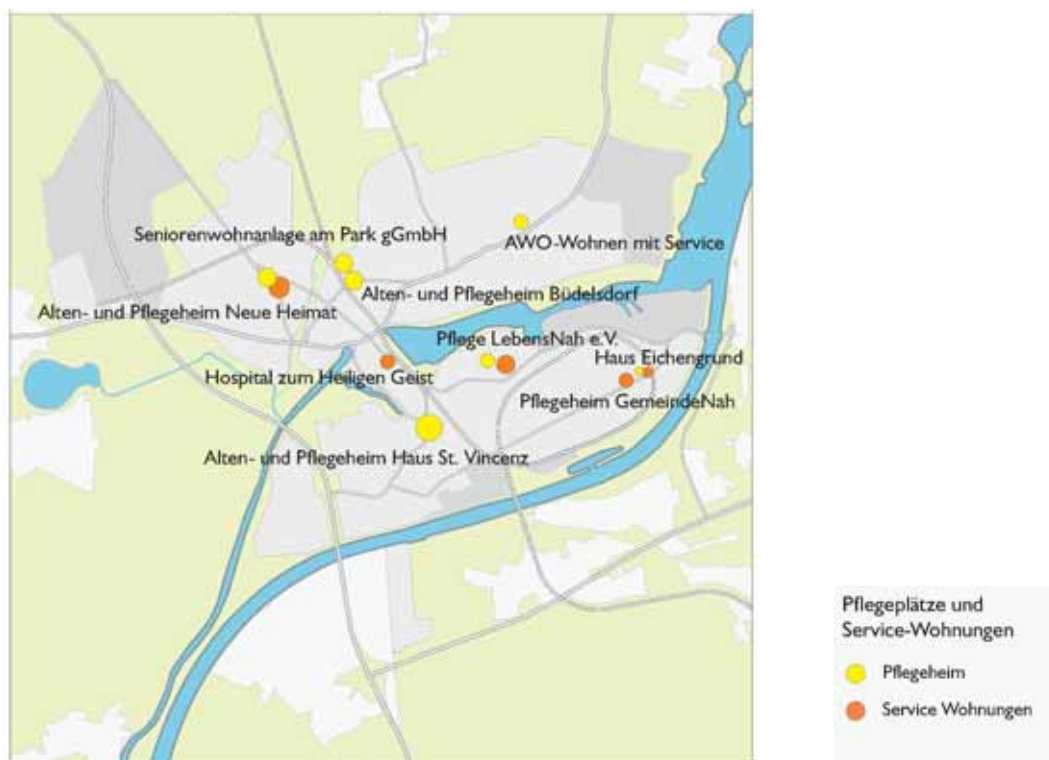 Seniorenwohnanlage am Park gGmbH
AWO-Wohnen mit Service
Alten- und Pflegeheim Büdelsdorf
Alten- und Pflegeheim Neue Heimat
Pflege LebensNah e.V.
Haus Eichengrund
Hospital zum Heiligen Geist
Pflegeheim GemeindeNah
Alten- und Pflegeheim Haus St. Vincenz
Pflegeplätze und
Service-Wohnungen
Pflegeheim
Service Wohnungen